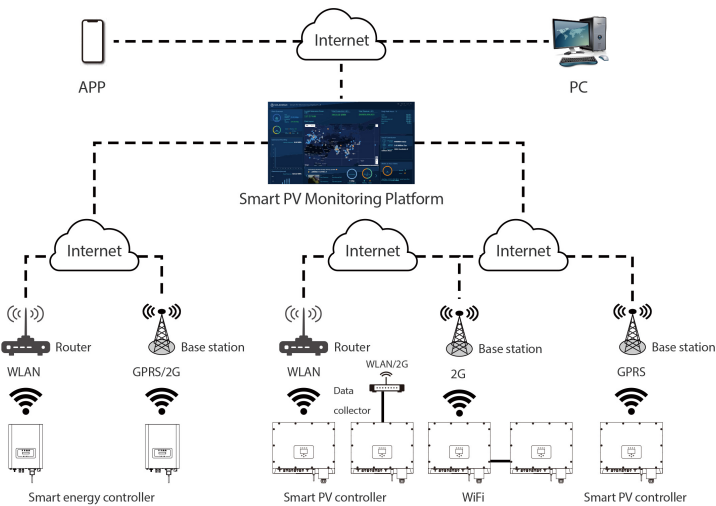 Internet
APP
PC
Smart PV Monitoring Platform
Internet
Internet
Internet
Router
Base station
Router
Base station
Base station
WLAN
GPRS/2G
WLAN
WLAN/2G
2G
GPRS
Data
collector
Smart energy controller
Smart PV controller
WiFi
Smart PV controller